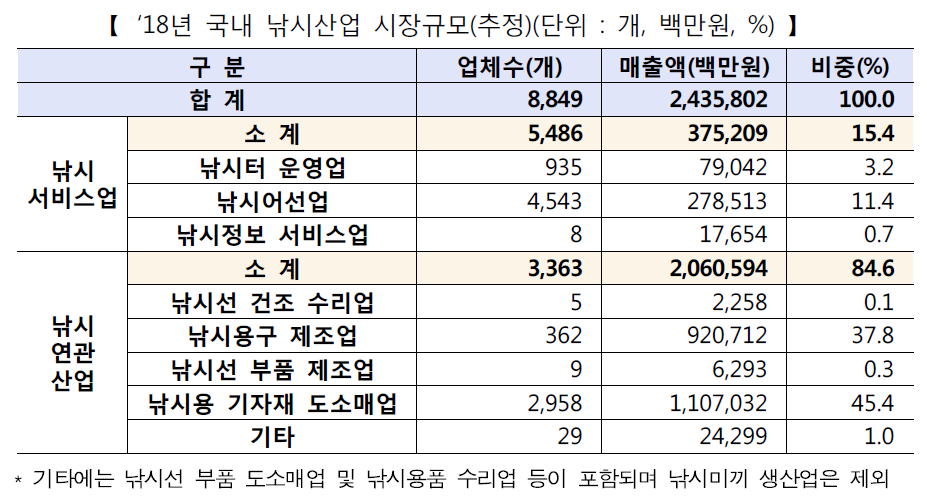 【 ‘18년 국내 낚시산업 시장규모(추정)(단위 : 개, 백만원, %) 】
구 분 업체수(개) 매출액(백만원) 비중(%)
합 계 8,849 2,435,802 100.0
낚시 서비스업
소 계 5,486 375,209 15.4
낚시터 운영업 935 79,042 3.2
낚시어선업 4,543 278,513 11.4
낚시정보 서비스업 8 17,654 0.7
낚시 연관 산업
소 계 3,363 2,060,594 84.6
낚시선 건조 수리업 5 2,258 0.1
낚시용구 제조업 362 920,712 37.8
낚시선 부품 제조업 9 6,293 0.3
낚시용 기자재 도소매업 2,958 1,107,032 45.4
기타 29 24,299 1.0
* 기타에는 낚시선 부품 도소매업 및 낚시용품 수리업 등이 포함되며 낚시미끼 생산업은 제외